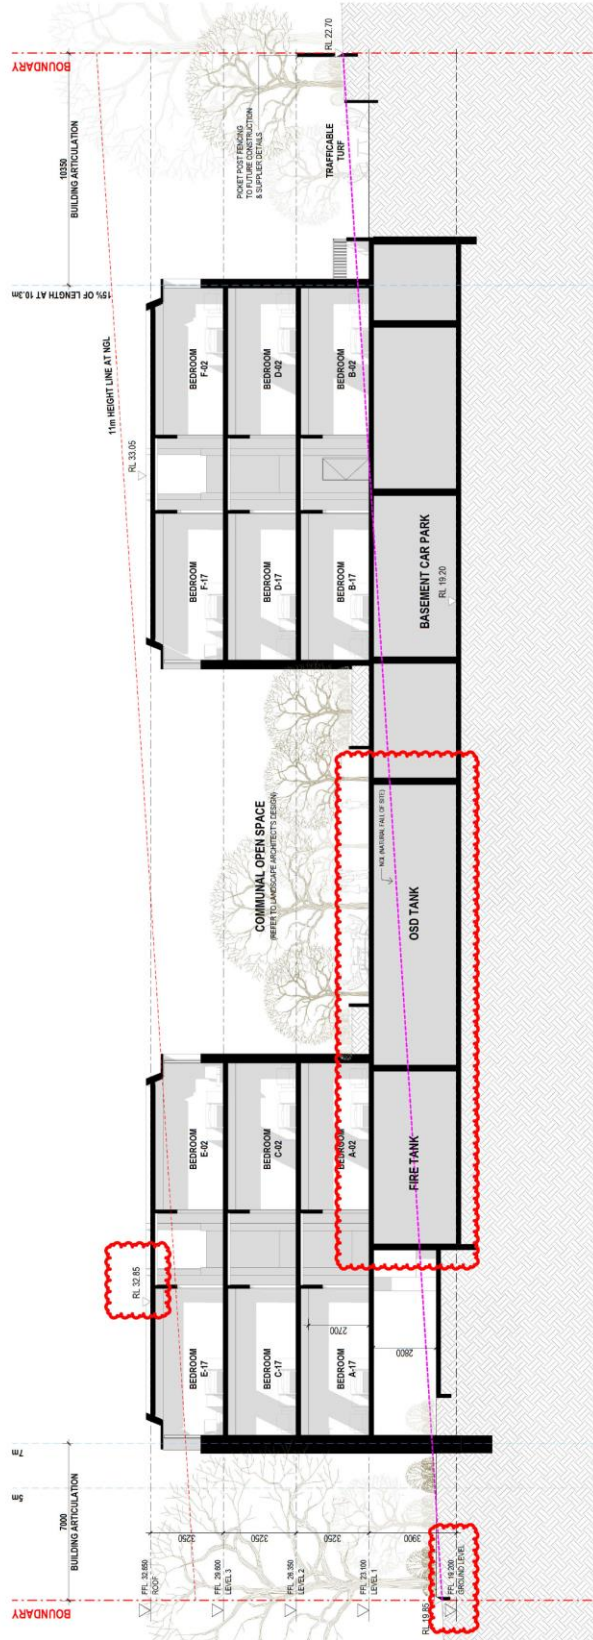 BOUNDARY
7000
BUILDING ARTICULATION
5m
7m
RL 32.85
11m HEIGHT LINE AT NGL
RL 33.05
15% OF LENGTH AT 10.3m
10350
BUILDING ARTICULATION
BOUNDARY
FFL 32.850
ROOF
3250
FFL 29.600
LEVEL 3
3250
FFL 26.350
LEVEL 2
3250
FFL 23.100
LEVEL 1
3900
RL 19.85
FFL 19.200
GROUND LEVEL
BEDROOM
E-17
BEDROOM
E-02
BEDROOM
C-17
BEDROOM
C-02
BEDROOM
A-17
BEDROOM
A-02
2700
2800
FIRE TANK
OSD TANK
NGL (NATURAL FALL OF SITE)
COMMUNAL OPEN SPACE
(REFER TO LANDSCAPE ARCHITECT'S DESIGN)
BEDROOM
F-17
BEDROOM
F-02
BEDROOM
D-17
BEDROOM
D-02
BEDROOM
B-17
BEDROOM
B-02
BASEMENT CAR PARK
RL 19.20
PICKET POST FENCING
TO FUTURE CONSTRUCTION
& SUPPLIER DETAILS
TRAFFICABLE
TURF
RL 22.70